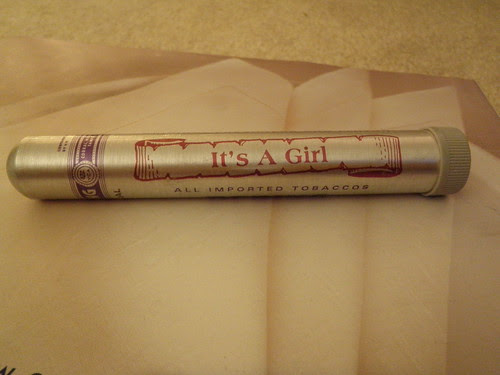 It's A Girl
ALL IMPORTED TOBACCOS